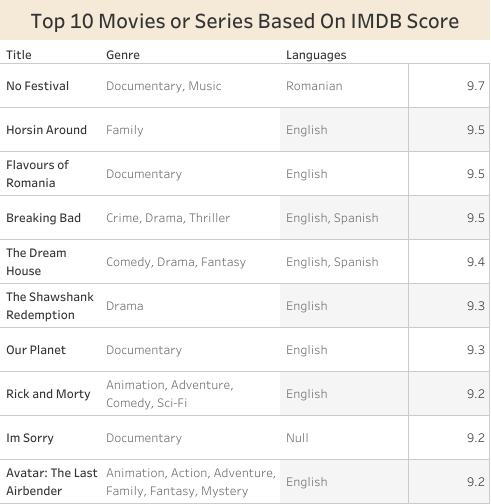 Top 10 Movies or Series Based On IMDB Score
Title Genre Languages
No Festival Documentary, Music Romanian 9.7
Horsin Around Family English 9.5
Flavours of
Romania Documentary English 9.5
Breaking Bad Crime, Drama, Thriller English, Spanish 9.5
The Dream
House Comedy, Drama, Fantasy English, Spanish 9.4
The Shawshank
Redemption Drama English 9.3
Our Planet Documentary English 9.3
Rick and Morty Animation, Adventure,
Comedy, Sci-Fi English 9.2
Im Sorry Documentary Null 9.2
Avatar: The Last Animation, Action, Adventure,
Airbender Family, Fantasy, Mystery English 9.2